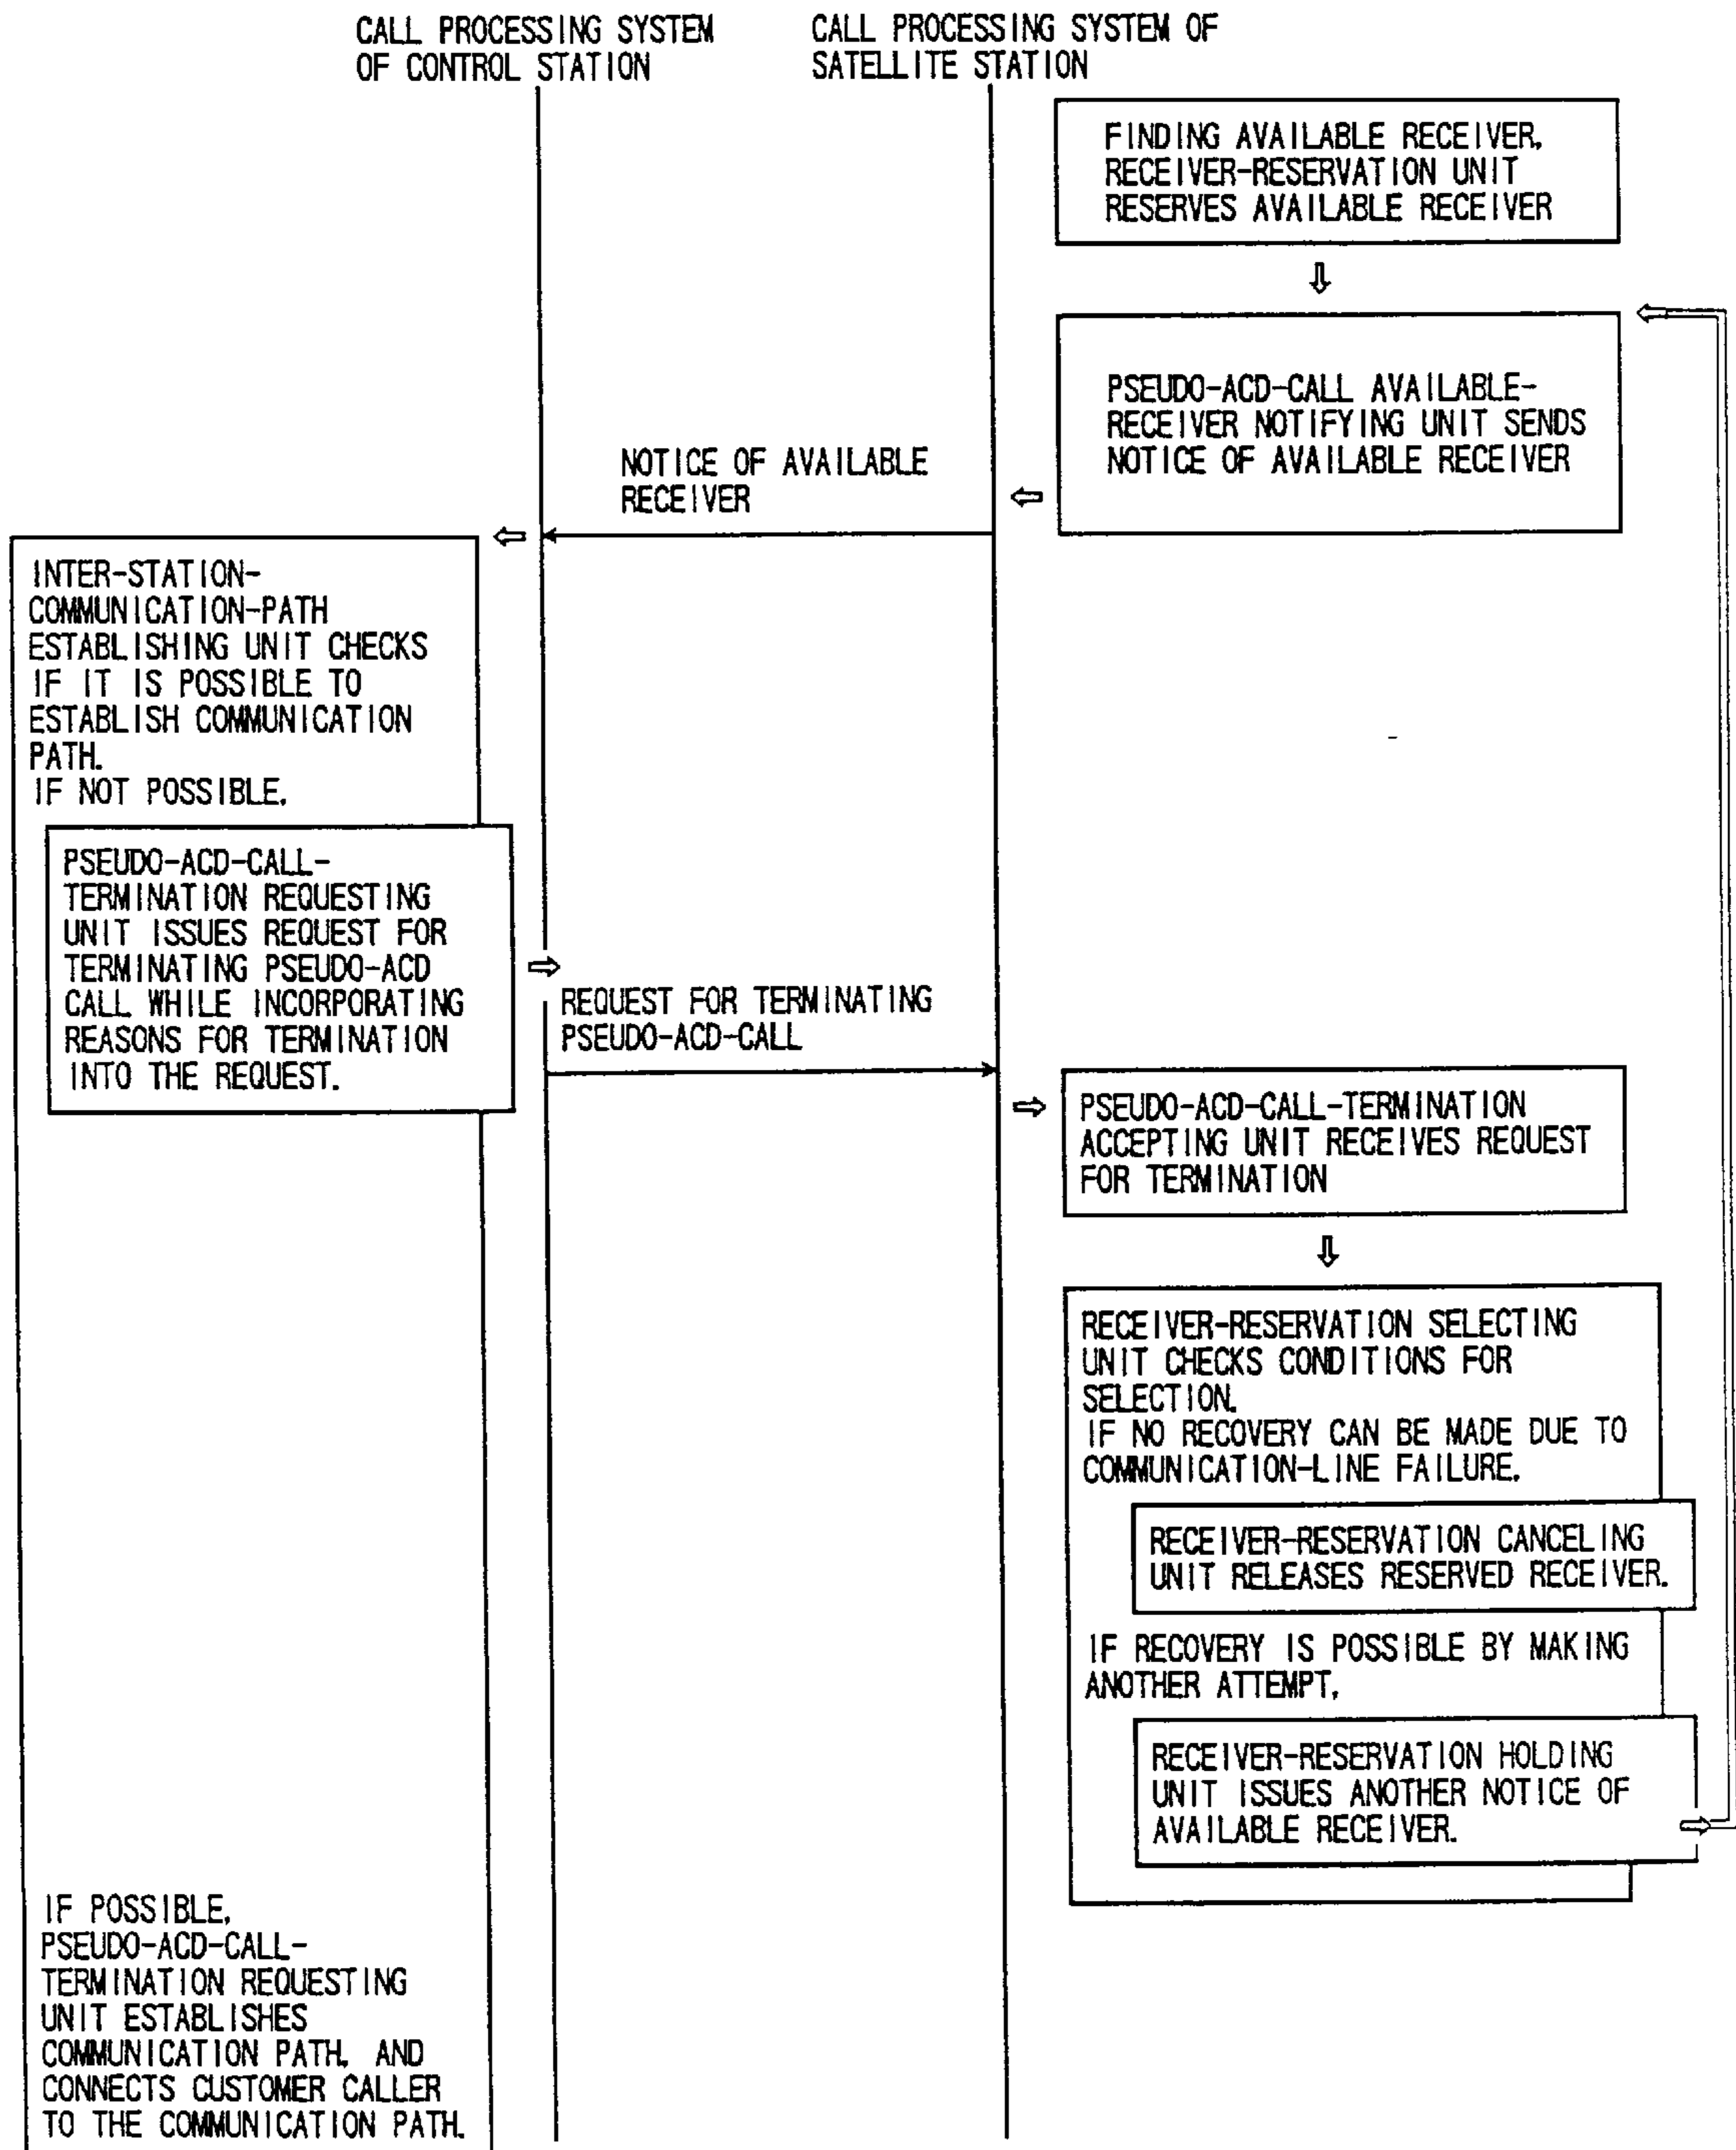 CALL PROCESSING SYSTEM
OF CONTROL STATION
CALL PROCESSING SYSTEM OF
SATELLITE STATION
FINDING AVAILABLE RECEIVER,
RECEIVER-RESERVATION UNIT
RESERVES AVAILABLE RECEIVER
PSEUDO-ACD-CALL AVAILABLE-
RECEIVER NOTIFYING UNIT SENDS
NOTICE OF AVAILABLE RECEIVER
NOTICE OF AVAILABLE
RECEIVER
INTER-STATION-
COMMUNICATION-PATH
ESTABLISHING UNIT CHECKS
IF IT IS POSSIBLE TO
ESTABLISH COMMUNICATION
PATH.
IF NOT POSSIBLE,
PSEUDO-ACD-CALL-
TERMINATION REQUESTING
UNIT ISSUES REQUEST FOR
TERMINATING PSEUDO-ACD
CALL WHILE INCORPORATING
REASONS FOR TERMINATION
INTO THE REQUEST.
REQUEST FOR TERMINATING
PSEUDO-ACD-CALL
PSEUDO-ACD-CALL-TERMINATION
ACCEPTING UNIT RECEIVES REQUEST
FOR TERMINATION
RECEIVER-RESERVATION SELECTING
UNIT CHECKS CONDITIONS FOR
SELECTION.
IF NO RECOVERY CAN BE MADE DUE TO
COMMUNICATION-LINE FAILURE,
RECEIVER-RESERVATION CANCELING
UNIT RELEASES RESERVED RECEIVER.
IF RECOVERY IS POSSIBLE BY MAKING
ANOTHER ATTEMPT,
RECEIVER-RESERVATION HOLDING
UNIT ISSUES ANOTHER NOTICE OF
AVAILABLE RECEIVER.
IF POSSIBLE,
PSEUDO-ACD-CALL-
TERMINATION REQUESTING
UNIT ESTABLISHES
COMMUNICATION PATH, AND
CONNECTS CUSTOMER CALLER
TO THE COMMUNICATION PATH.